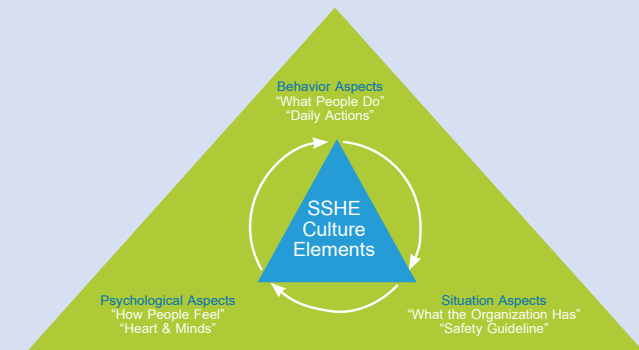 Behavior Aspects
“What People Do”
“Daily Actions”
SSHE
Culture
Elements
Psychological Aspects
“How People Feel”
“Heart & Minds”
Situation Aspects
“What the Organization Has”
“Safety Guideline”